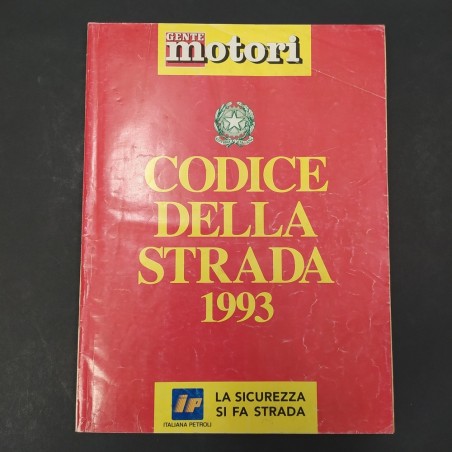 GENTE
motori
CODICE
DELLA
STRADA
1993
ip
ITALIANA PETROLI
LA SICUREZZA
SI FA STRADA